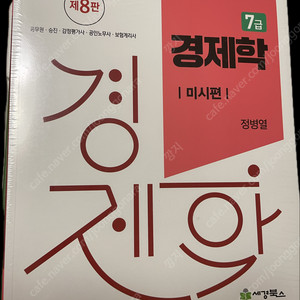 제8판
공무원·승진·감정평가사·공인노무사·보험계리사
7급
경제학
| 미시편 |
정병열
경
제학
세경북스